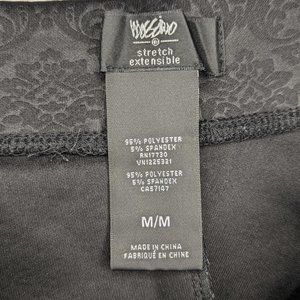 Mossimo
stretch
extensible
95% POLYESTER
5% SPANDEX
RN17730
VN1225321
95% POLYESTER
5% SPANDEX
CA57147
M/M
MADE IN CHINA
FABRIQUÉ EN CHINE